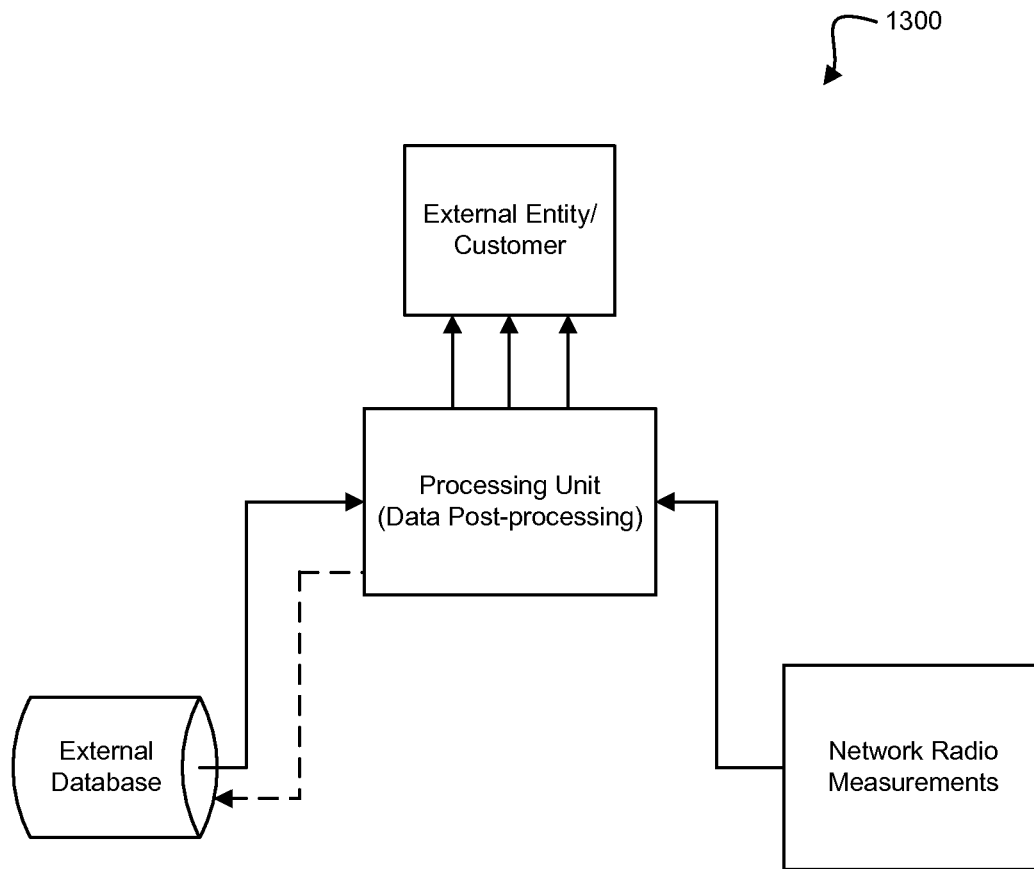 1300
External Entity/
Customer
Processing Unit
(Data Post-processing)
External
Database
Network Radio
Measurements